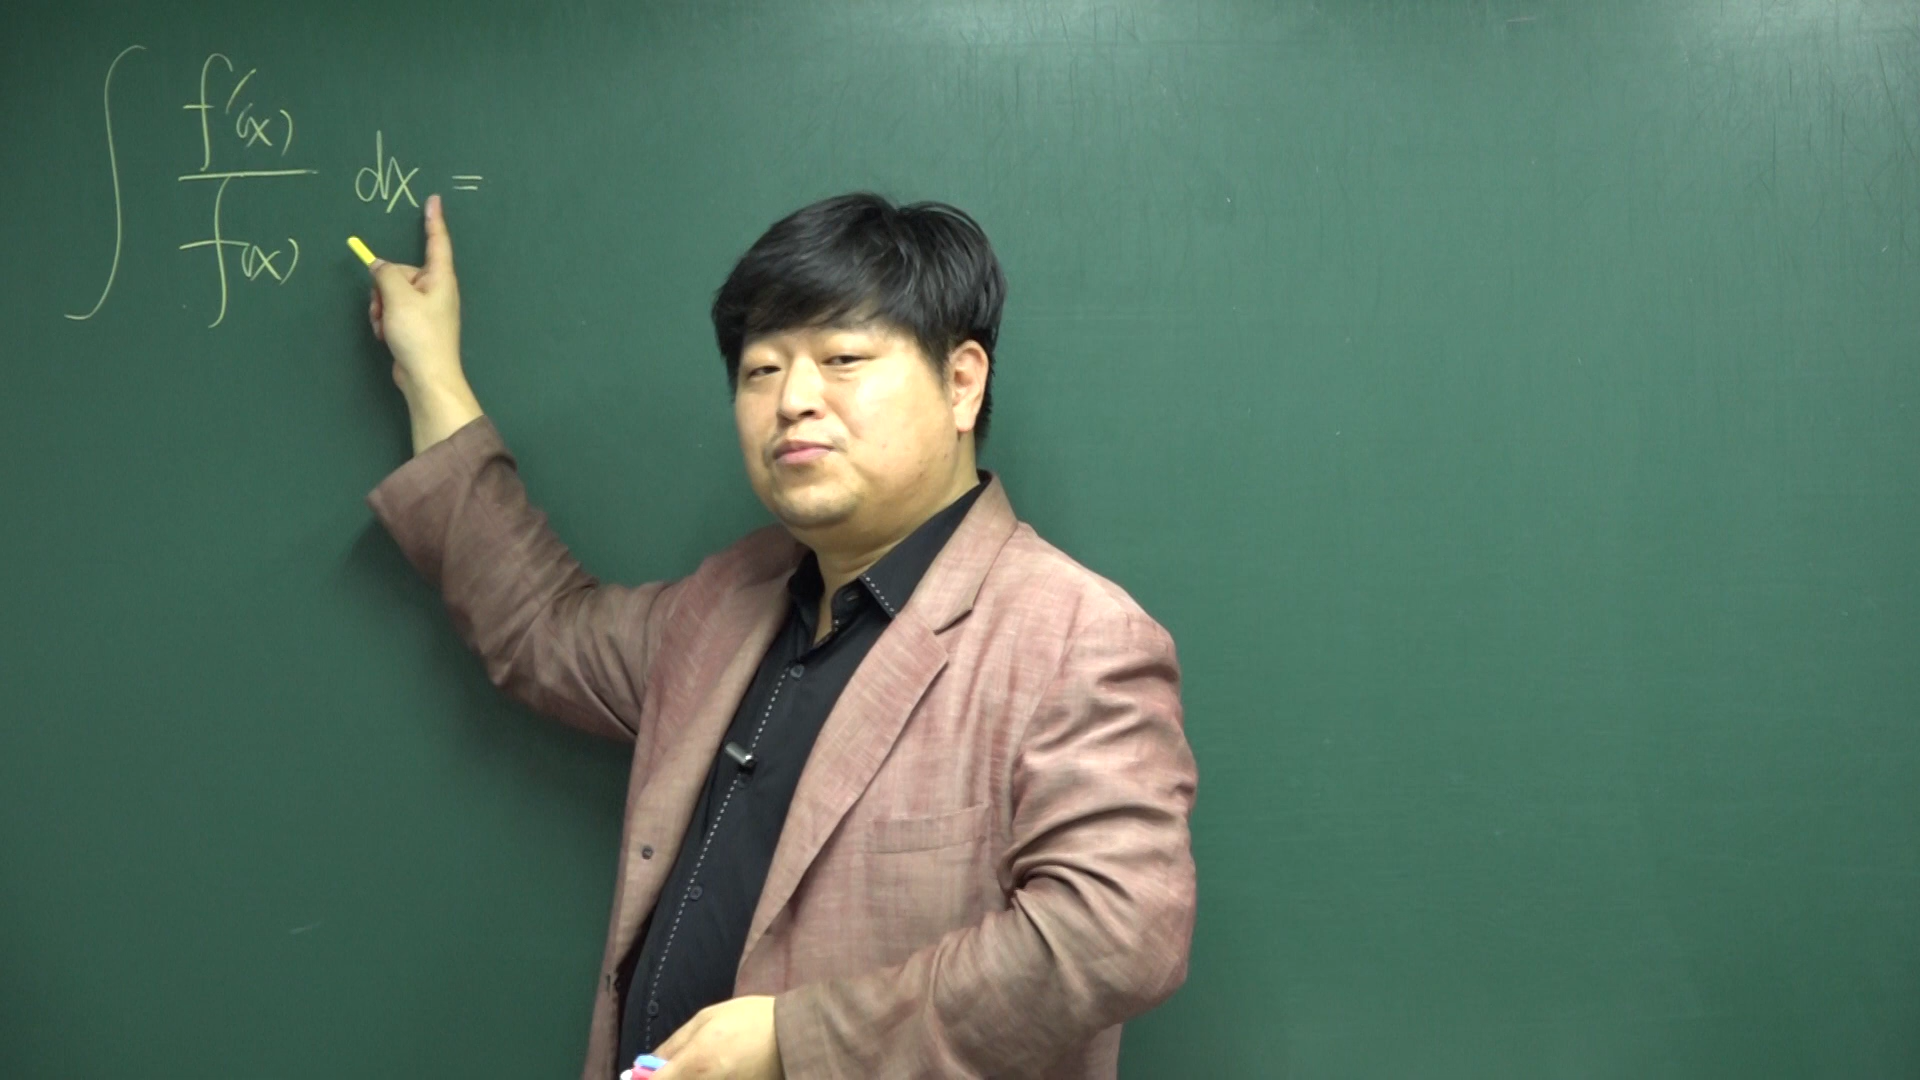 ∫ f'(x) / f(x) dx =